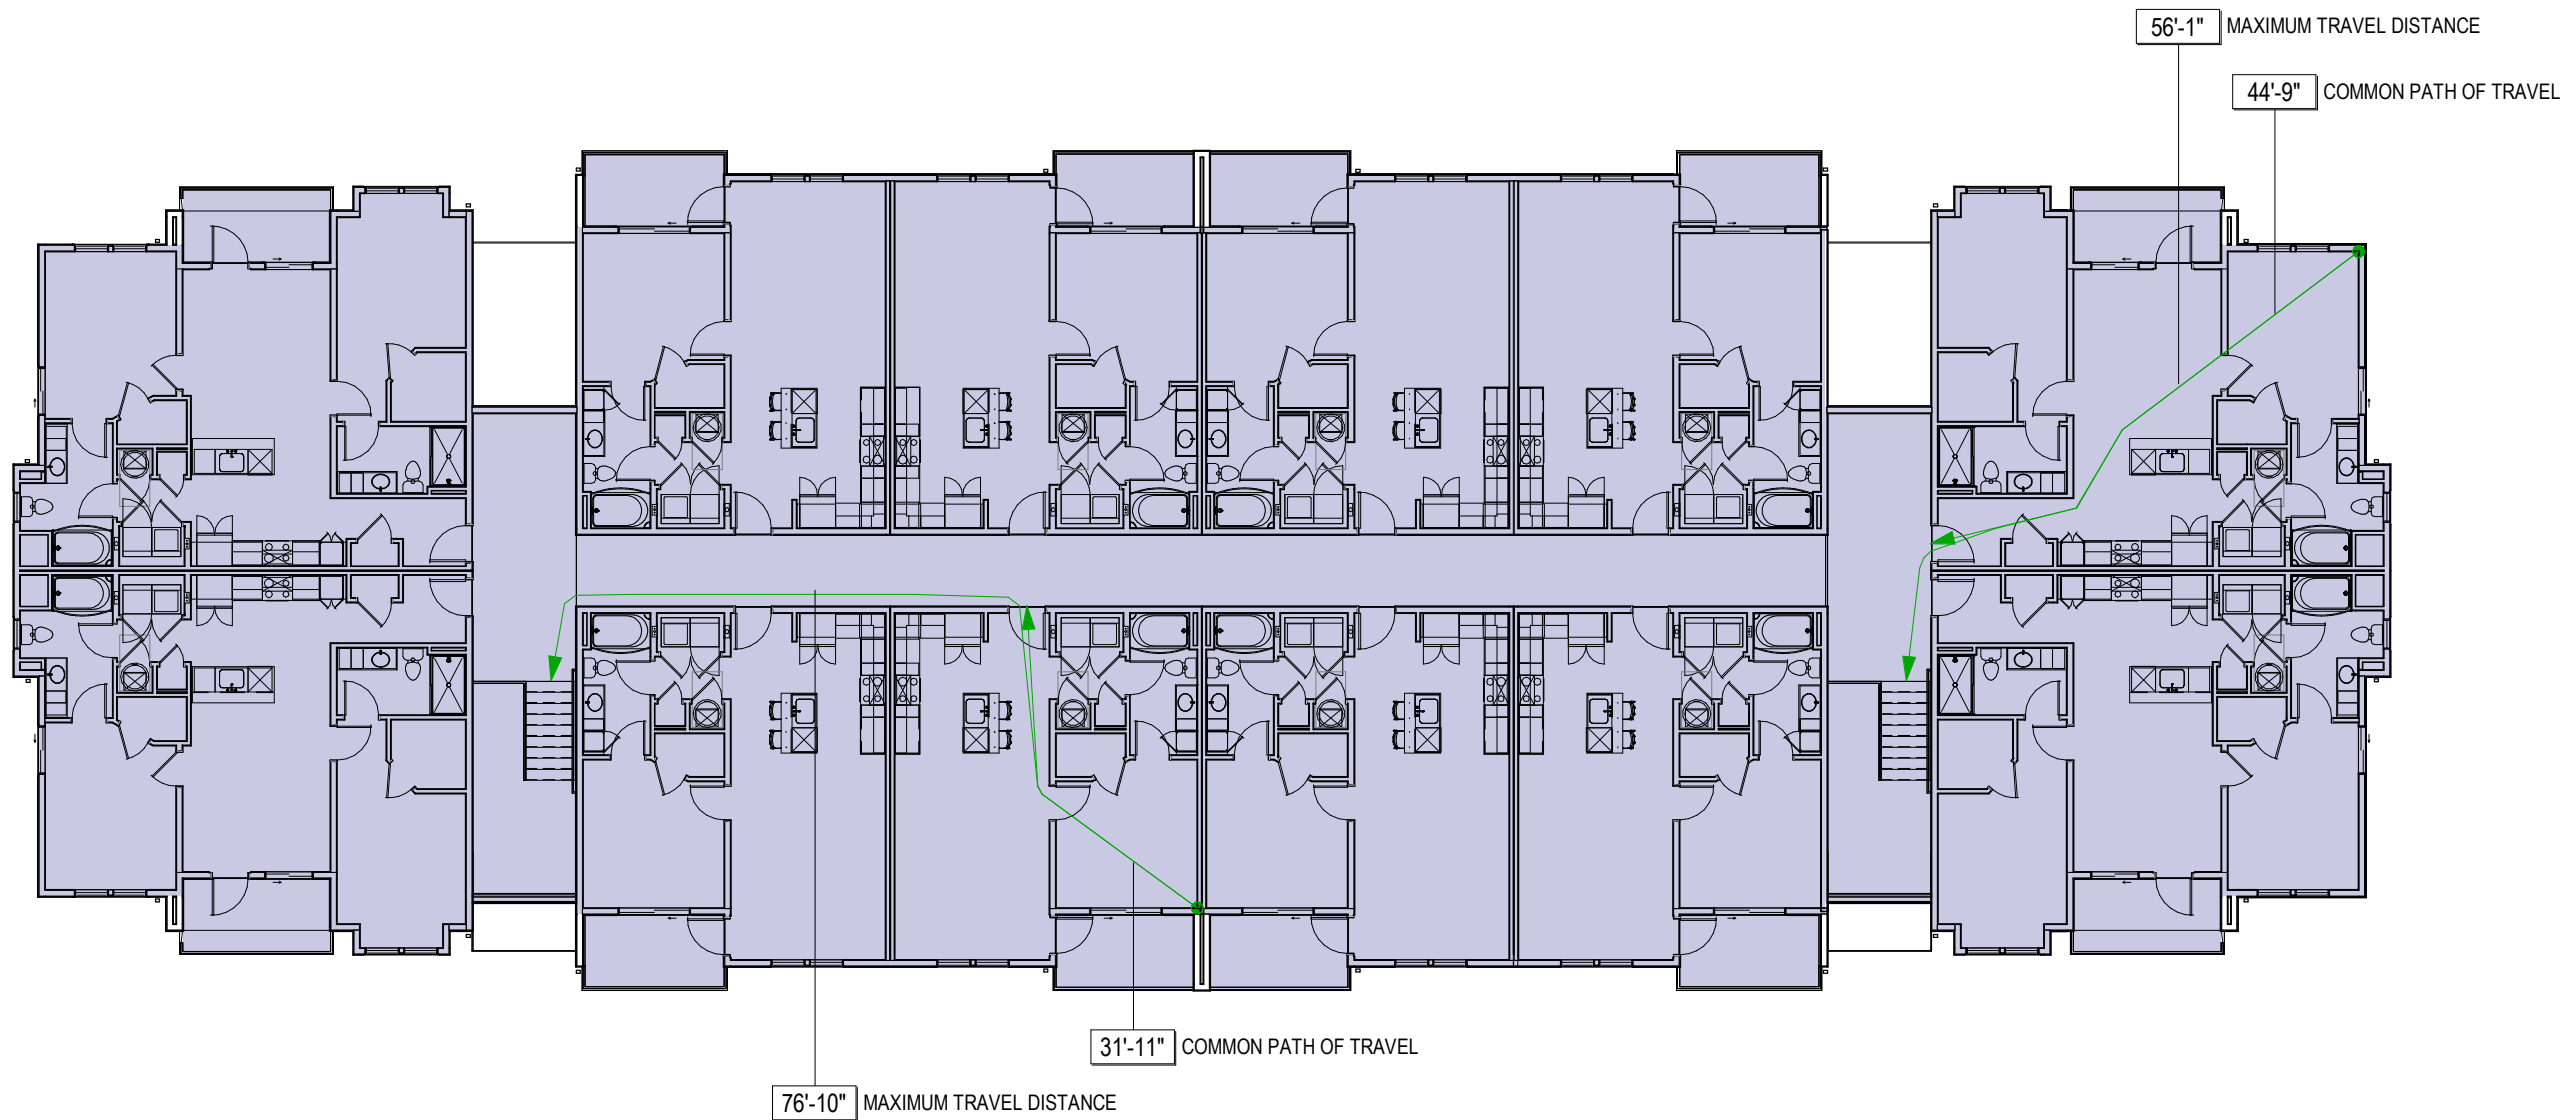 56'-1" MAXIMUM TRAVEL DISTANCE
44'-9" COMMON PATH OF TRAVEL
31'-11" COMMON PATH OF TRAVEL
76'-10" MAXIMUM TRAVEL DISTANCE